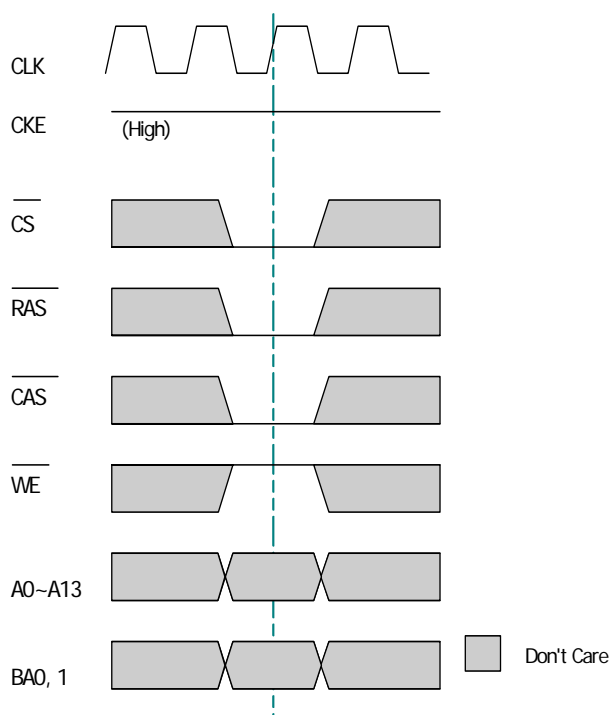 CLK
CKE
(High)
CS
RAS
CAS
WE
A0~A13
BA0, 1
Don't Care